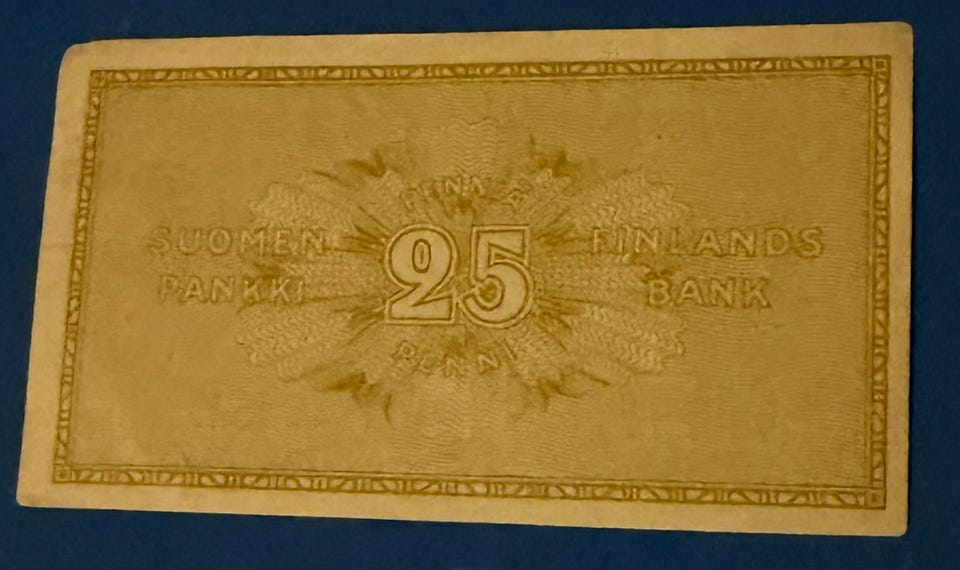 PENNIÄ
SUOMEN
PANKKI
25
FINLANDS
BANK
PENNI